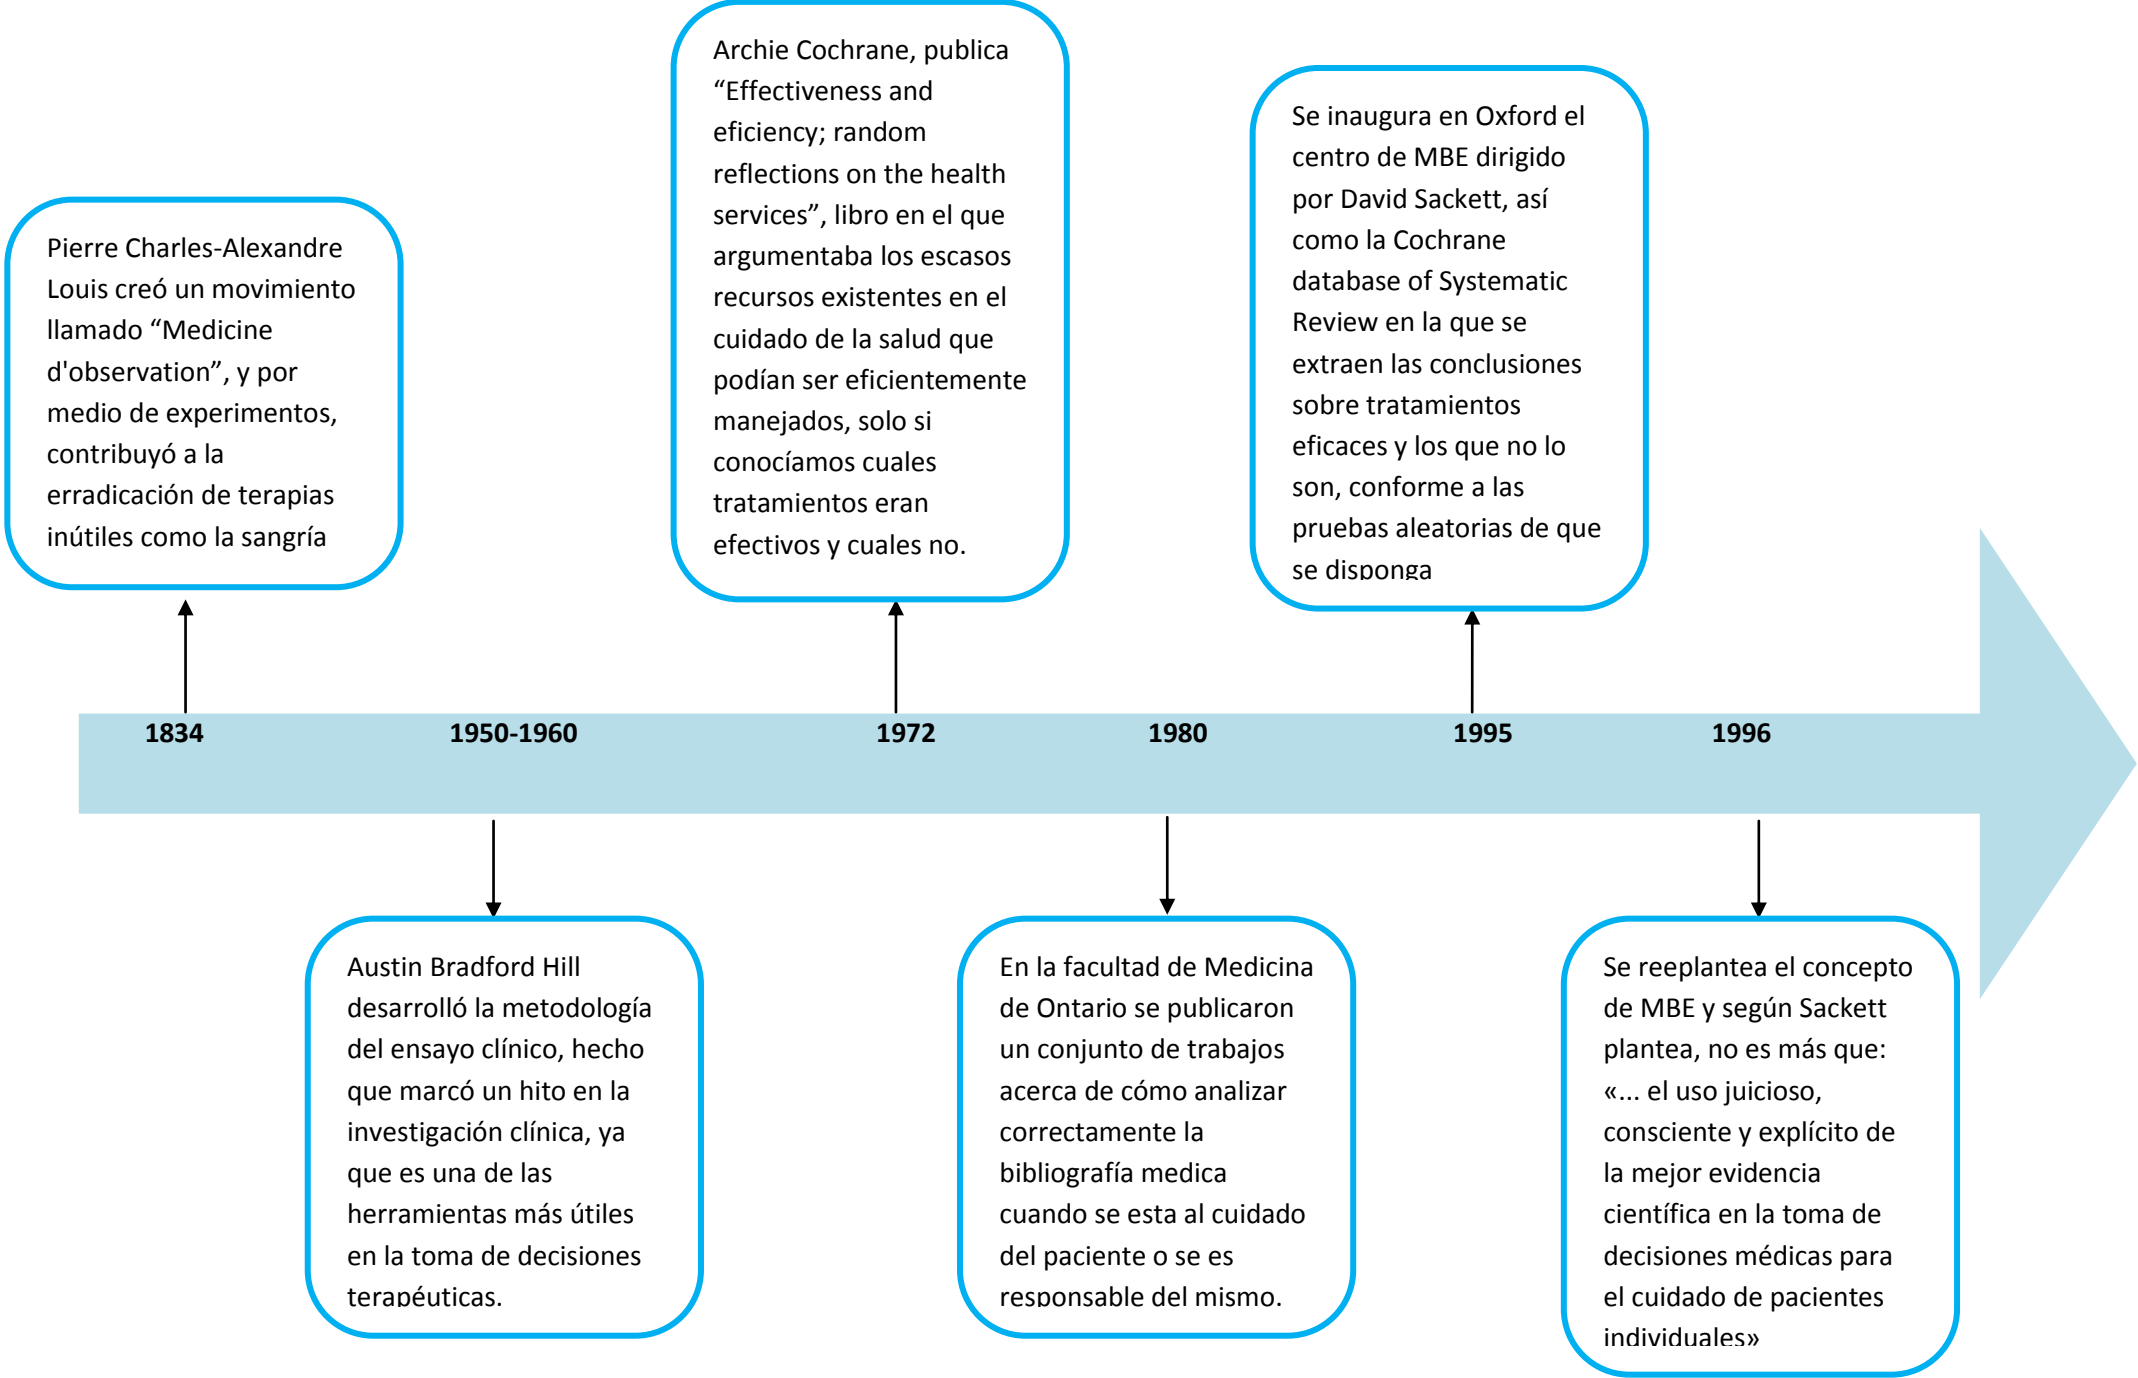 Archie Cochrane, publica
“Effectiveness and
eficiency; random
reflections on the health
services”, libro en el que
argumentaba los escasos
recursos existentes en el
cuidado de la salud que
podían ser eficientemente
manejados, solo si
conocíamos cuales
tratamientos eran
efectivos y cuales no.
Se inaugura en Oxford el
centro de MBE dirigido
por David Sackett, así
como la Cochrane
database of Systematic
Review en la que se
extraen las conclusiones
sobre tratamientos
eficaces y los que no lo
son, conforme a las
pruebas aleatorias de que
se disponga
Pierre Charles-Alexandre
Louis creó un movimiento
llamado “Medicine
d'observation”, y por
medio de experimentos,
contribuyó a la
erradicación de terapias
inútiles como la sangría
1834
1950-1960
1972
1980
1995
1996
Austin Bradford Hill
desarrolló la metodología
del ensayo clínico, hecho
que marcó un hito en la
investigación clínica, ya
que es una de las
herramientas más útiles
en la toma de decisiones
terapéuticas.
En la facultad de Medicina
de Ontario se publicaron
un conjunto de trabajos
acerca de cómo analizar
correctamente la
bibliografía medica
cuando se esta al cuidado
del paciente o se es
responsable del mismo.
Se reeplantea el concepto
de MBE y según Sackett
plantea, no es más que:
«... el uso juicioso,
consciente y explícito de
la mejor evidencia
científica en la toma de
decisiones médicas para
el cuidado de pacientes
individuales»